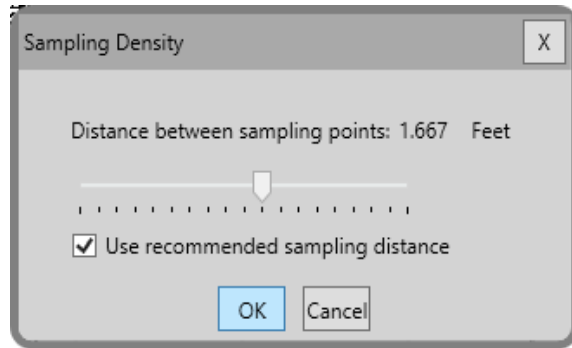 Sampling Density X
Distance between sampling points: 1.667 Feet
Use recommended sampling distance
OK Cancel